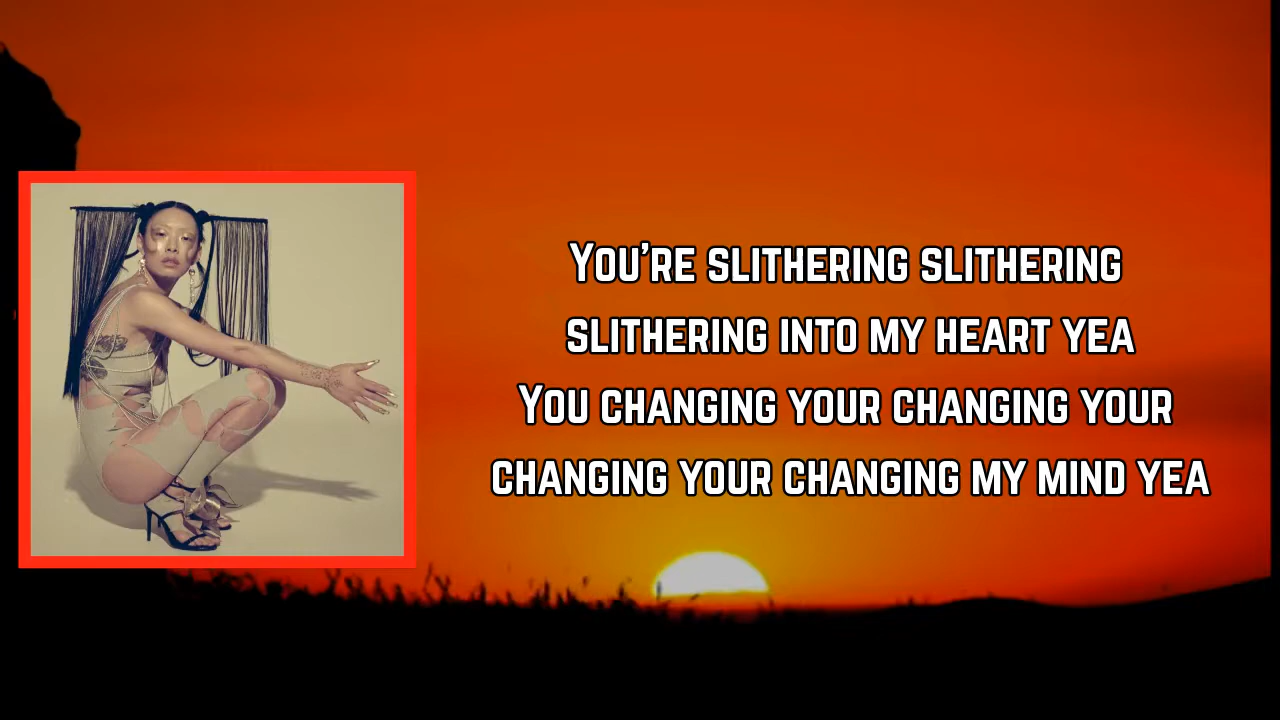 You're slithering slithering
slithering into my heart yea
You changing your changing your
changing your changing my mind yea